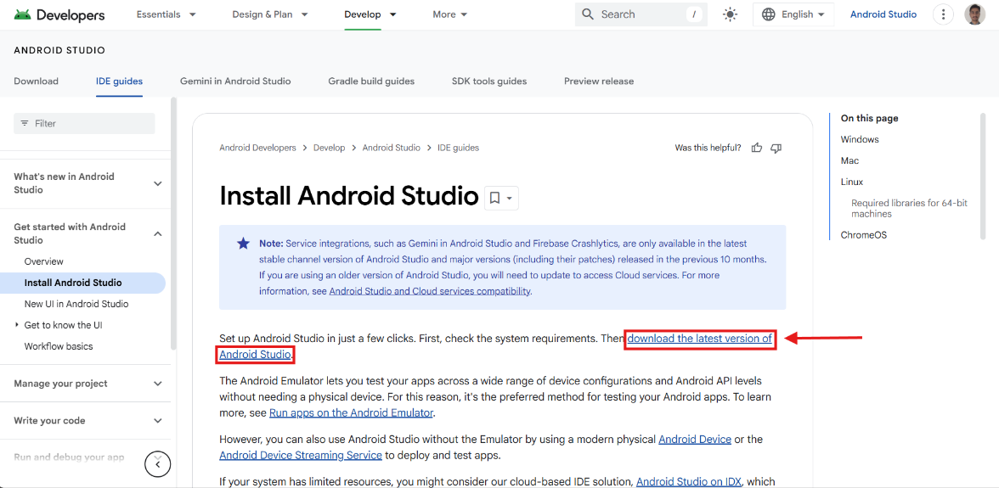 Developers
Essentials
Design & Plan
Develop
More
Search
/
English
Android Studio
ANDROID STUDIO
Download
IDE guides
Gemini in Android Studio
Gradle build guides
SDK tools guides
Preview release
Filter
What's new in Android
Studio
Get started with Android
Studio
Overview
Install Android Studio
New UI in Android Studio
Get to know the UI
Workflow basics
Manage your project
Write your code
Run and debug your app
Android Developers > Develop > Android Studio > IDE guides
Was this helpful?
Install Android Studio
Note: Service integrations, such as Gemini in Android Studio and Firebase Crashlytics, are only available in the latest
stable channel version of Android Studio and major versions (including their patches) released in the previous 10 months.
If you are using an older version of Android Studio, you will need to update to access Cloud services. For more
information, see Android Studio and Cloud services compatibility.
Set up Android Studio in just a few clicks. First, check the system requirements. Then download the latest version of
Android Studio.
The Android Emulator lets you test your apps across a wide range of device configurations and Android API levels
without needing a physical device. For this reason, it's the preferred method for testing your Android apps. To learn
more, see Run apps on the Android Emulator.
However, you can also use Android Studio without the Emulator by using a modern physical Android Device or the
Android Device Streaming Service to deploy and test apps.
If your system has limited resources, you might consider our cloud-based IDE solution, Android Studio on IDX, which
On this page
Windows
Mac
Linux
Required libraries for 64-bit
machines
ChromeOS